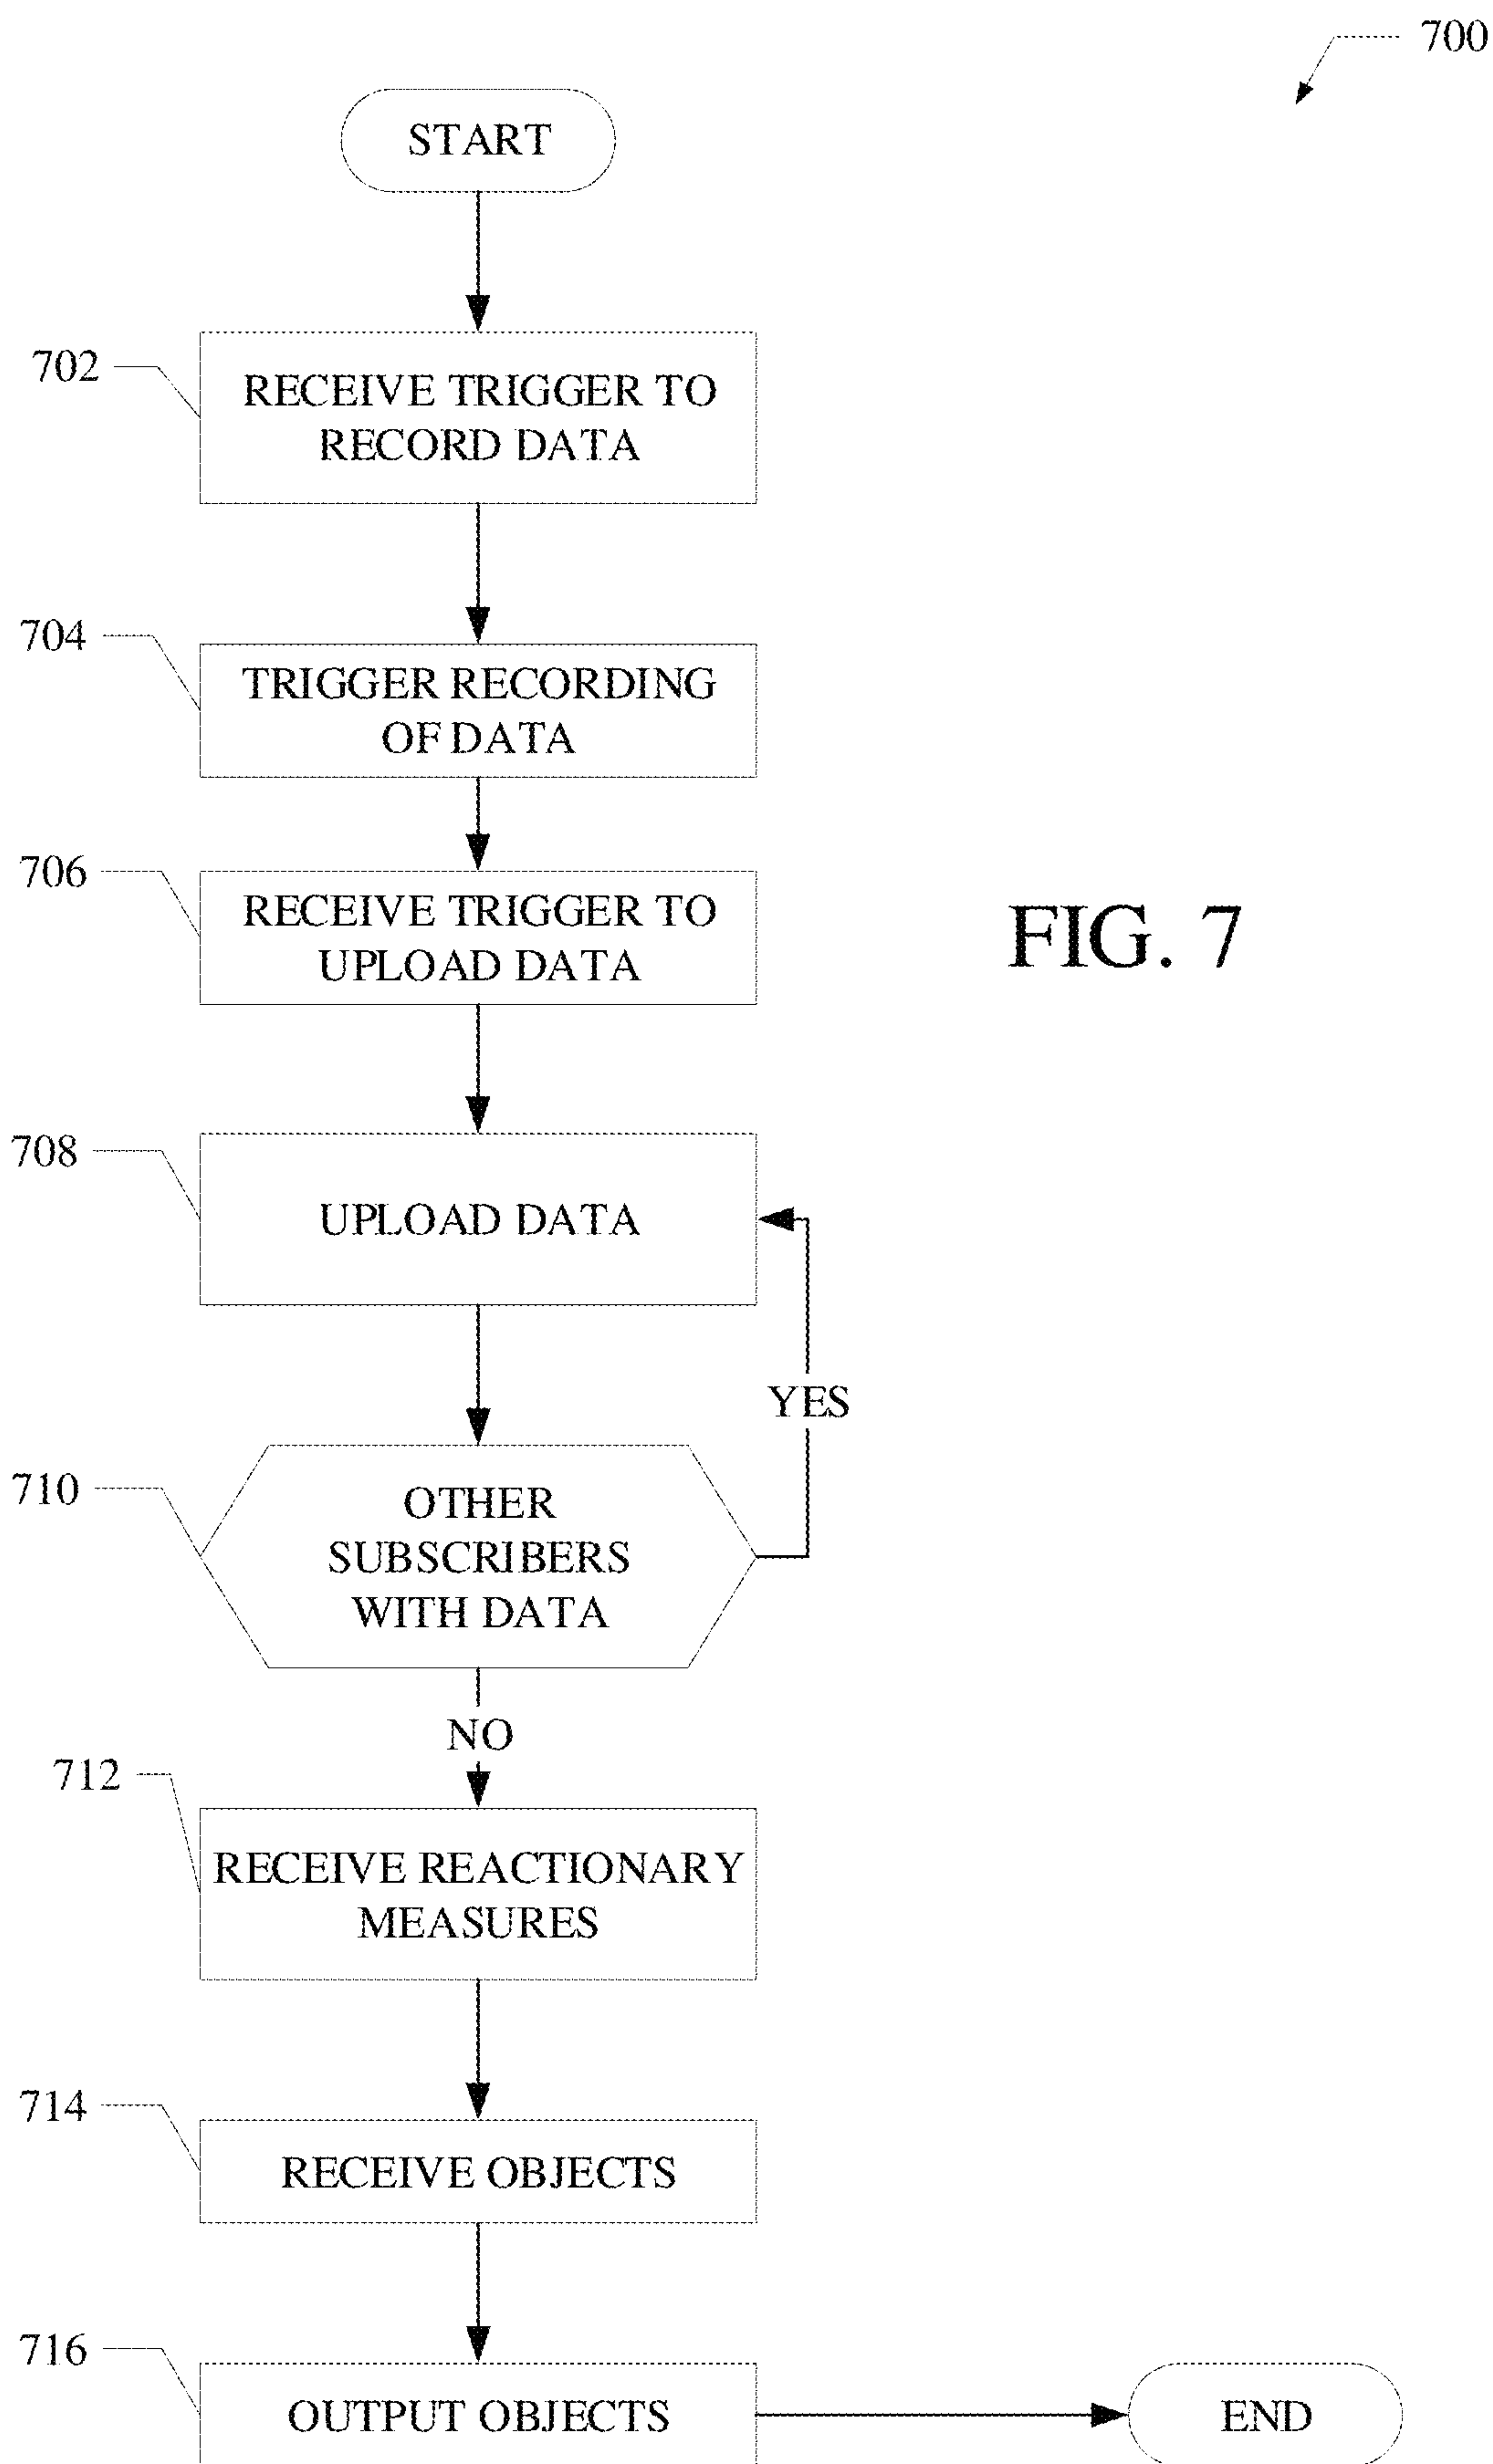 700
START
702
RECEIVE TRIGGER TO
RECORD DATA
704
TRIGGER RECORDING
OF DATA
706
RECEIVE TRIGGER TO
UPLOAD DATA
FIG. 7
708
UPLOAD DATA
YES
710
OTHER
SUBSCRIBERS
WITH DATA
NO
712
RECEIVE REACTIONARY
MEASURES
714
RECEIVE OBJECTS
716
OUTPUT OBJECTS
END